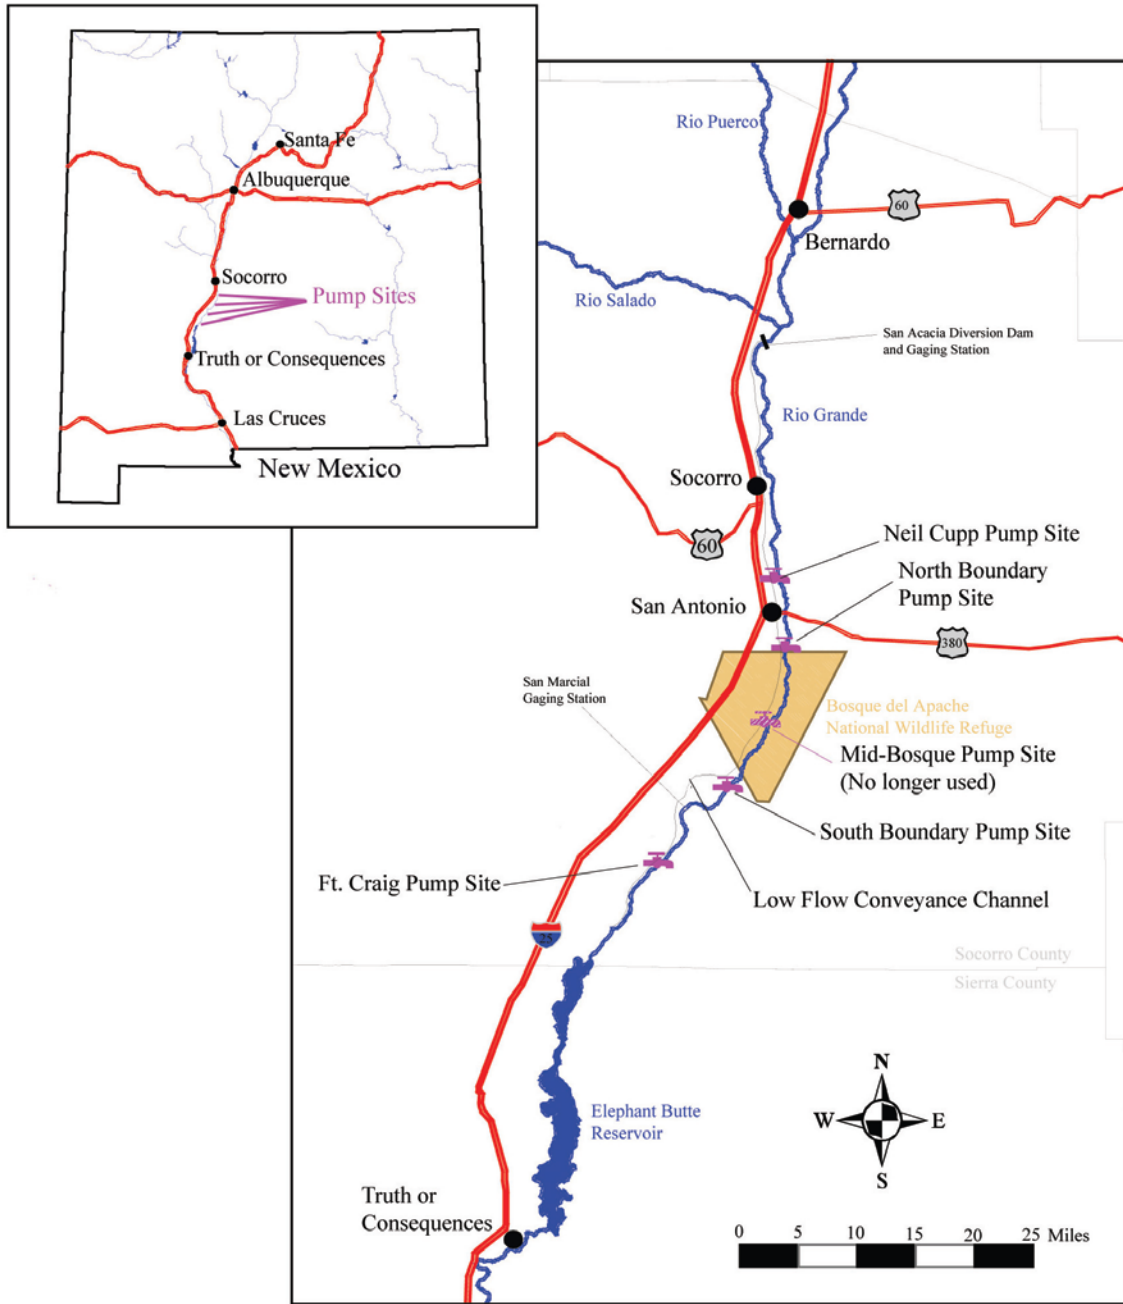 Santa Fe
Albuquerque
Socorro
Pump Sites
Truth or Consequences
Las Cruces
New Mexico
Rio Puerco
60
Bernardo
Rio Salado
San Acacia Diversion Dam
and Gaging Station
Rio Grande
Socorro
60
Neil Cupp Pump Site
North Boundary
Pump Site
San Antonio
380
San Marcial
Gaging Station
Bosque del Apache
National Wildlife Refuge
Mid-Bosque Pump Site
(No longer used)
South Boundary Pump Site
Ft. Craig Pump Site
Low Flow Conveyance Channel
25
Socorro County
Sierra County
N
W
E
S
Elephant Butte
Reservoir
Truth or
Consequences
0 5 10 15 20 25 Miles